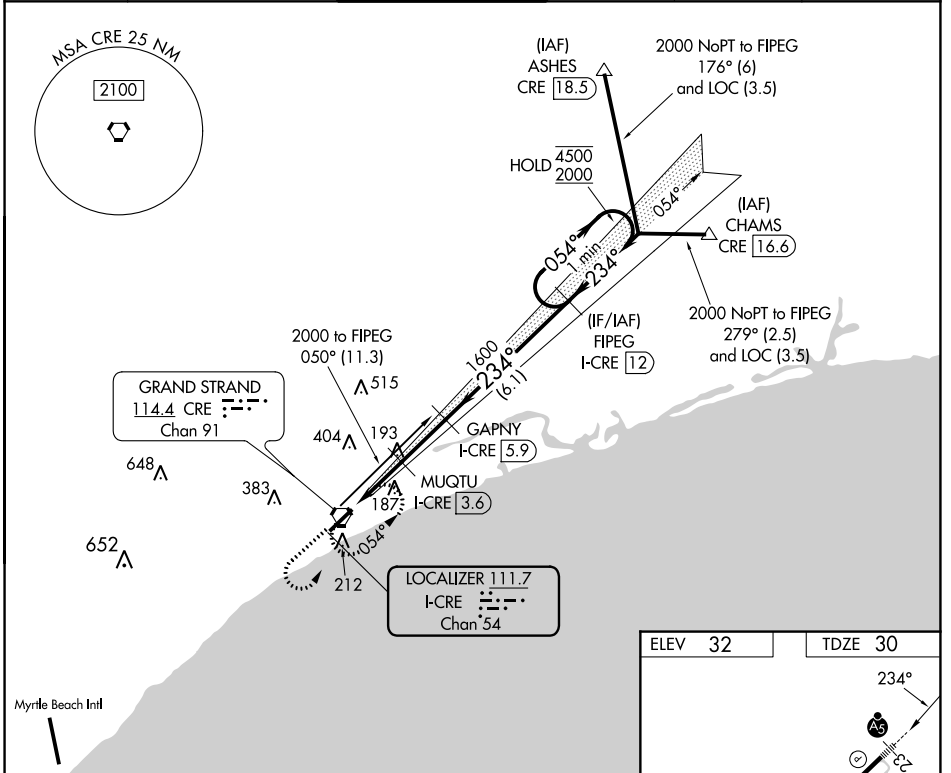 MSA CRE 25 NM
2100
(IAF)
ASHES
CRE 18.5
2000 NoPT to FIPEG
176° (6)
and LOC (3.5)
HOLD 4500
2000
054°
1 min
234°
054°
(IAF)
CHAMS
CRE 16.6
2000 NoPT to FIPEG
279° (2.5)
and LOC (3.5)
(IF/IAF)
FIPEG
I-CRE 12
2000 to FIPEG
050° (11.3)
1600
234°
(6.1)
515
GRAND STRAND
114.4 CRE
Chan 91
404
193
GAPNY
I-CRE 5.9
MUQTU
I-CRE 3.6
648
383
187
054°
652
212
LOCALIZER 111.7
I-CRE
Chan 54
Myrtle Beach Intl
ELEV 32
TDZE 30
234°
A5
23
P